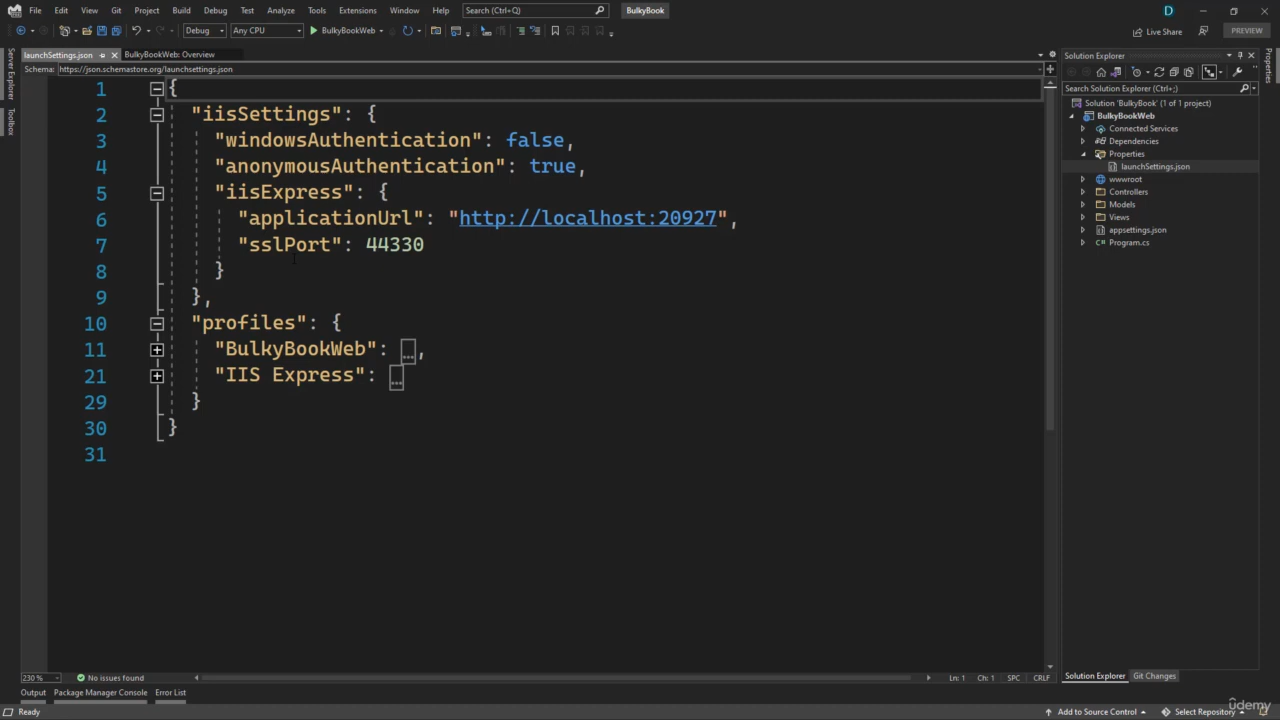 File Edit View Git Project Build Debug Test Analyze Tools Extensions Window Help Search (Ctrl+Q) BulkyBook D
Debug Any CPU BulkyBookWeb Live Share PREVIEW
Server Explorer
Toolbox
launchSettings.json BulkyBookWeb: Overview
Schema: https://json.schemastore.org/launchsettings.json
1 {
2 "iisSettings": {
3 "windowsAuthentication": false,
4 "anonymousAuthentication": true,
5 "iisExpress": {
6 "applicationUrl": "http://localhost:20927",
7 "sslPort": 44330
8 }
9 },
10 "profiles": {
11 "BulkyBookWeb": ...,
21 "IIS Express": ...
29 }
30 }
31
230 % No issues found Ln: 1 Ch: 1 SPC CRLF
Output Package Manager Console Error List
Solution Explorer
Search Solution Explorer (Ctrl+;)
Solution 'BulkyBook' (1 of 1 project)
BulkyBookWeb
Connected Services
Dependencies
Properties
launchSettings.json
wwwroot
Controllers
Models
Views
appsettings.json
Program.cs
Solution Explorer Git Changes
Properties
Ready Add to Source Control Select Repository
udemy